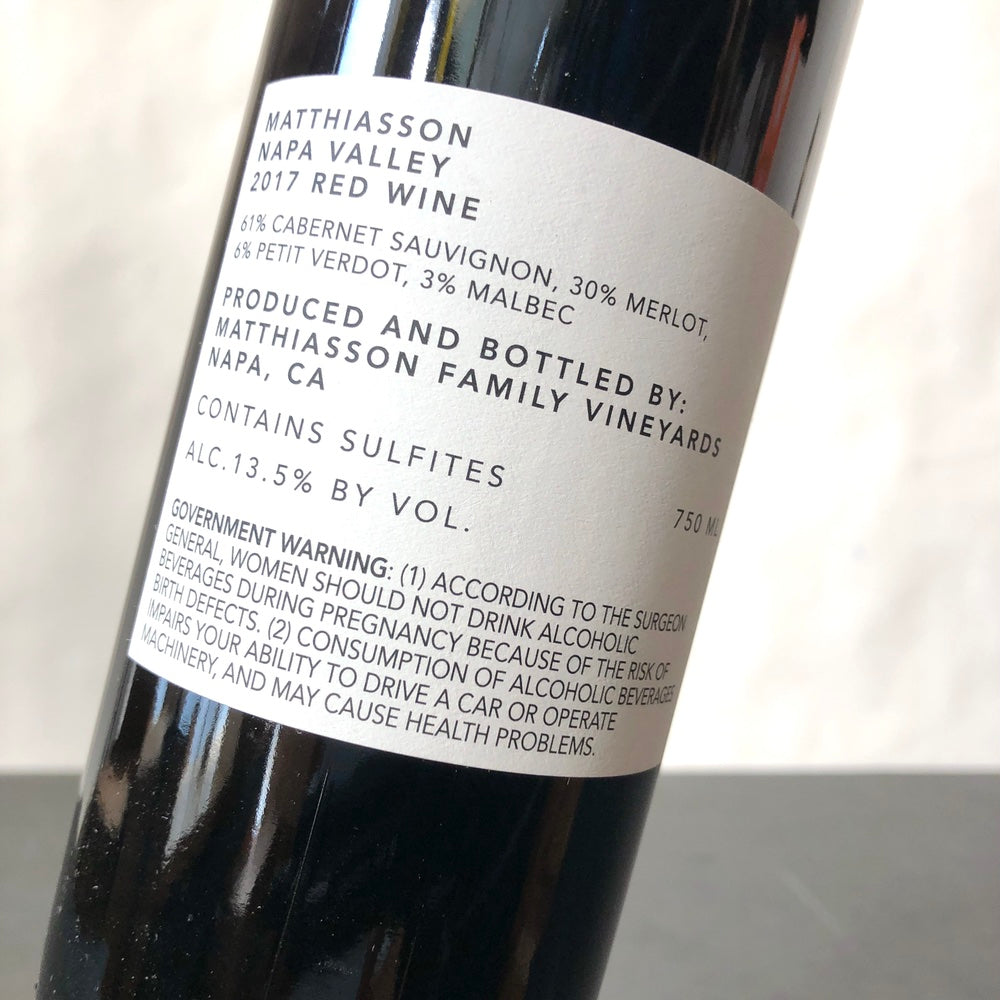 MATTHIASSON
NAPA VALLEY
2017 RED WINE
61% CABERNET SAUVIGNON, 30% MERLOT,
6% PETIT VERDOT, 3% MALBEC
PRODUCED AND BOTTLED BY:
MATTHIASSON FAMILY VINEYARDS
NAPA, CA
CONTAINS SULFITES
ALC.13.5% BY VOL.
750 ML
GOVERNMENT WARNING: (1) ACCORDING TO THE SURGEON
GENERAL, WOMEN SHOULD NOT DRINK ALCOHOLIC
BEVERAGES DURING PREGNANCY BECAUSE OF THE RISK OF
BIRTH DEFECTS. (2) CONSUMPTION OF ALCOHOLIC BEVERAGES
IMPAIRS YOUR ABILITY TO DRIVE A CAR OR OPERATE
MACHINERY, AND MAY CAUSE HEALTH PROBLEMS.